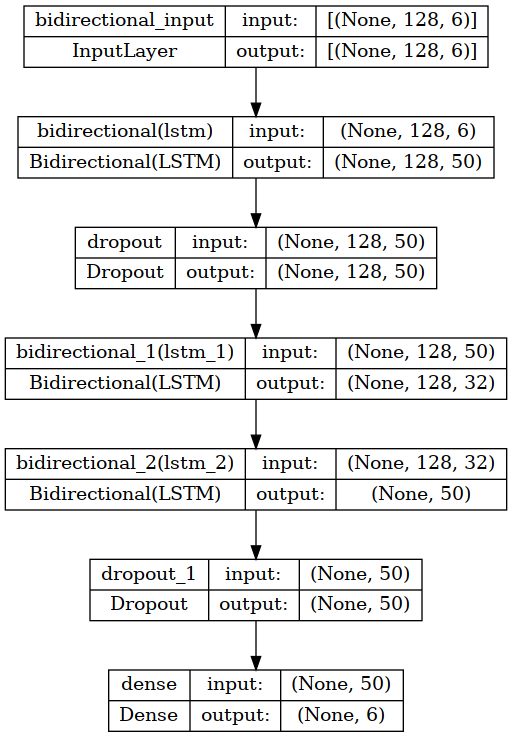 bidirectional_input input: [(None, 128, 6)]
InputLayer output: [(None, 128, 6)]
bidirectional(lstm) input: (None, 128, 6)
Bidirectional(LSTM) output: (None, 128, 50)
dropout input: (None, 128, 50)
Dropout output: (None, 128, 50)
bidirectional_1(lstm_1) input: (None, 128, 50)
Bidirectional(LSTM) output: (None, 128, 32)
bidirectional_2(lstm_2) input: (None, 128, 32)
Bidirectional(LSTM) output: (None, 50)
dropout_1 input: (None, 50)
Dropout output: (None, 50)
dense input: (None, 50)
Dense output: (None, 6)